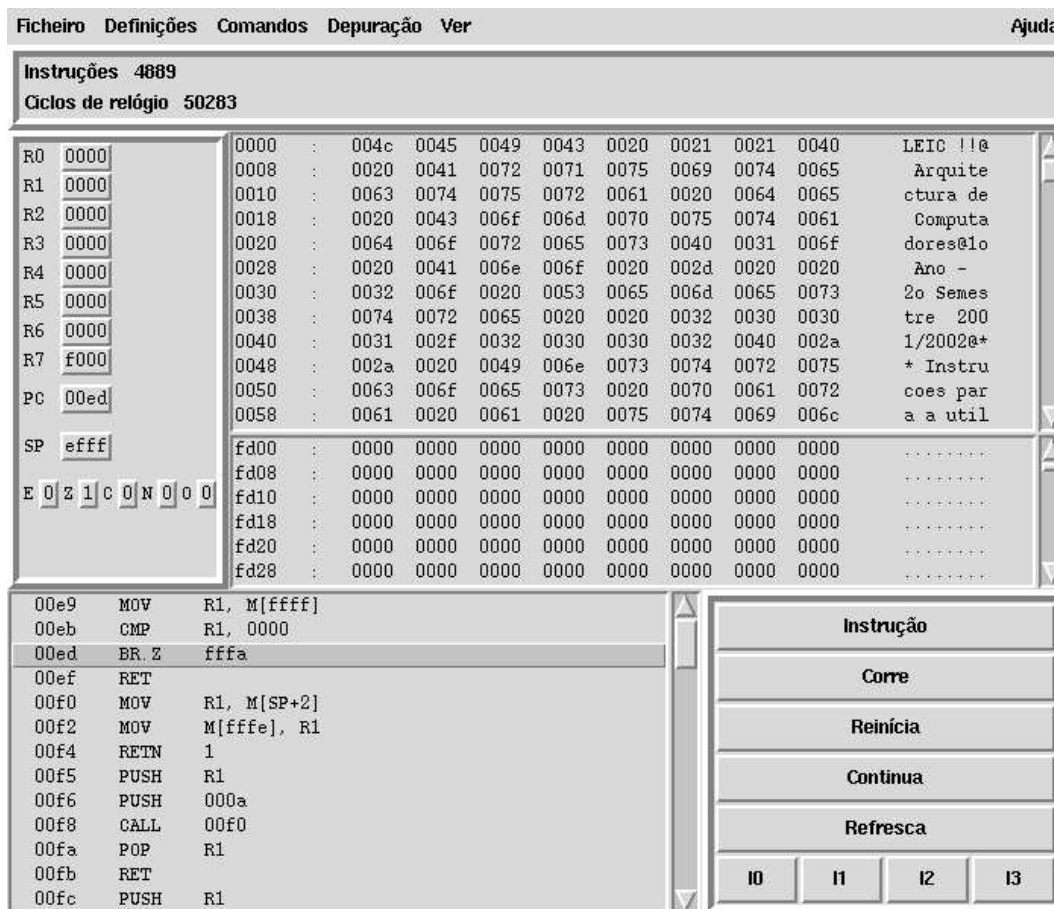 Ficheiro Definições Comandos Depuração Ver Ajuda
Instruções 4889
Ciclos de relógio 50283
R0 0000
R1 0000
R2 0000
R3 0000
R4 0000
R5 0000
R6 0000
R7 f000
PC 00ed
SP efff
E 0 Z 1 C 0 N 0 O 0
0000 : 004c 0045 0049 0043 0020 0021 0021 0040 LEIC !!@
0008 : 0020 0041 0072 0071 0075 0069 0074 0065 Arquite
0010 : 0063 0074 0075 0072 0061 0020 0064 0065 ctura de
0018 : 0020 0043 006f 006d 0070 0075 0074 0061 Computa
0020 : 0064 006f 0072 0065 0073 0040 0031 006f dores@1o
0028 : 0020 0041 006e 006f 0020 002d 0020 0020 Ano -
0030 : 0032 006f 0020 0053 0065 006d 0065 0073 2o Semes
0038 : 0074 0072 0065 0020 0020 0032 0030 0030 tre  200
0040 : 0031 002f 0032 0030 0030 0032 0040 002a 1/2002@*
0048 : 002a 0020 0049 006e 0073 0074 0072 0075 * Instru
0050 : 0063 006f 0065 0073 0020 0070 0061 0072 coes par
0058 : 0061 0020 0061 0020 0075 0074 0069 006c a a util
fd00 : 0000 0000 0000 0000 0000 0000 0000 0000 ........
fd08 : 0000 0000 0000 0000 0000 0000 0000 0000 ........
fd10 : 0000 0000 0000 0000 0000 0000 0000 0000 ........
fd18 : 0000 0000 0000 0000 0000 0000 0000 0000 ........
fd20 : 0000 0000 0000 0000 0000 0000 0000 0000 ........
fd28 : 0000 0000 0000 0000 0000 0000 0000 0000 ........
00e9 MOV R1, M[ffff]
00eb CMP R1, 0000
00ed BR.Z fffa
00ef RET
00f0 MOV R1, M[SP+2]
00f2 MOV M[fffe], R1
00f4 RETN 1
00f5 PUSH R1
00f6 PUSH 000a
00f8 CALL 00f0
00fa POP R1
00fb RET
00fc PUSH R1
Instrução
Corre
Reinícia
Continua
Refresca
I0 I1 I2 I3